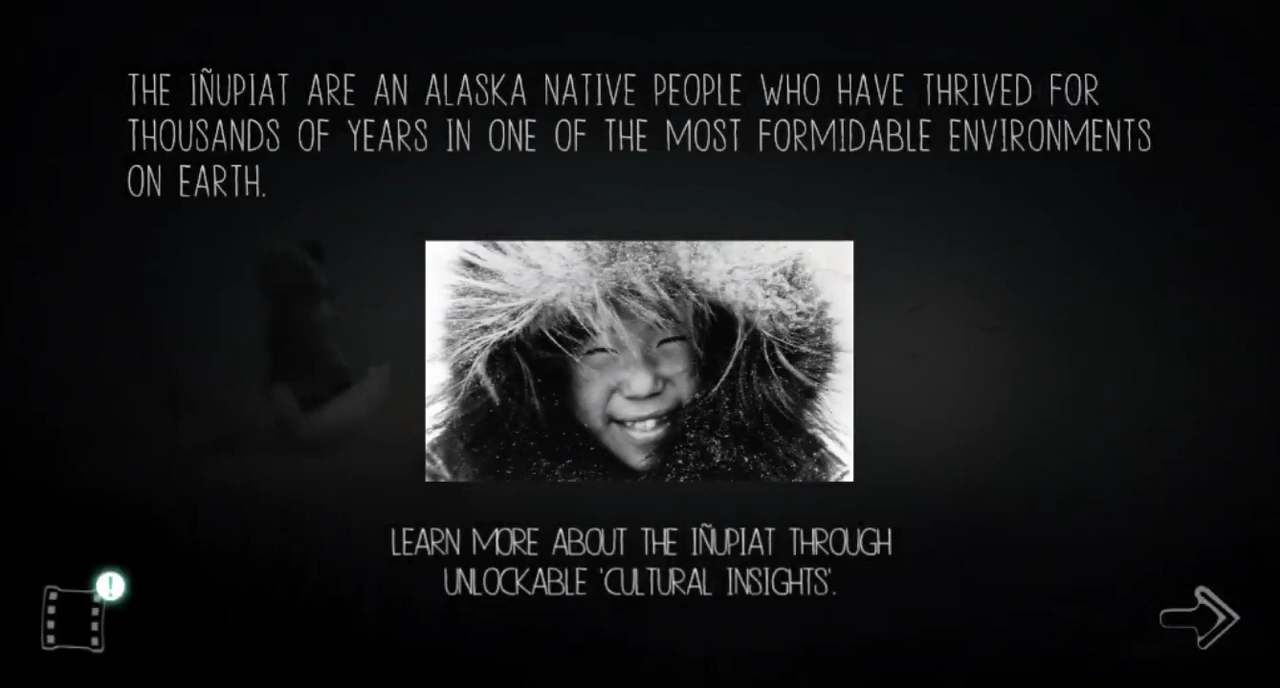 THE IÑUPIAT ARE AN ALASKA NATIVE PEOPLE WHO HAVE THRIVED FOR
THOUSANDS OF YEARS IN ONE OF THE MOST FORMIDABLE ENVIRONMENTS
ON EARTH.
LEARN MORE ABOUT THE IÑUPIAT THROUGH
UNLOCKABLE 'CULTURAL INSIGHTS'.
!